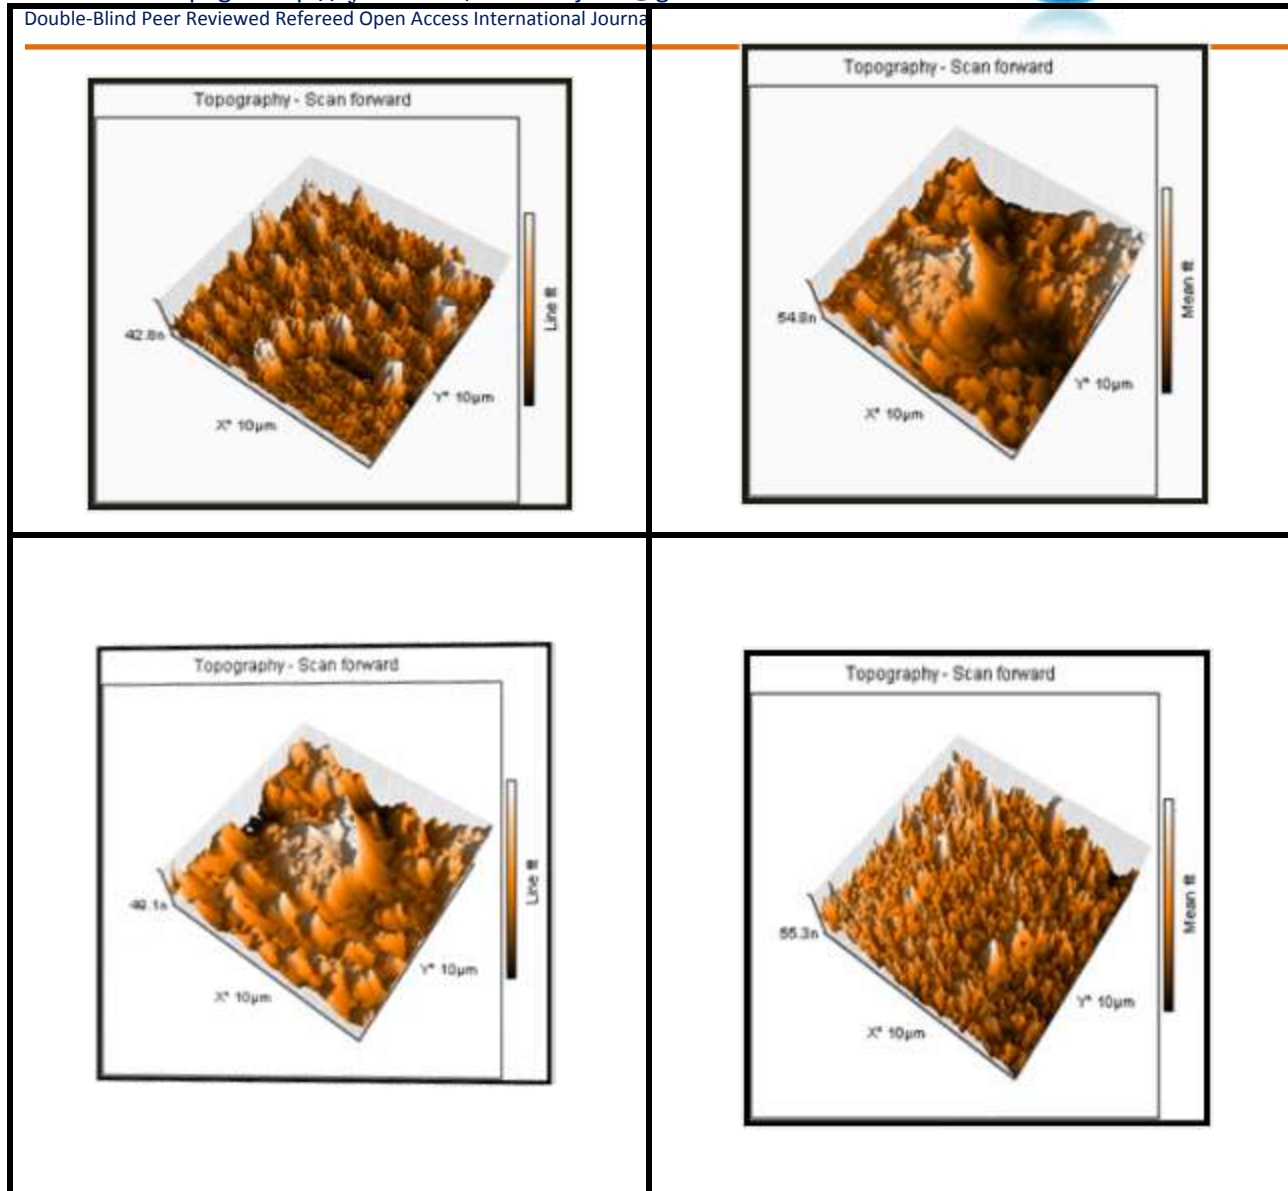 Double-Blind Peer Reviewed Refereed Open Access International Journa
Topography - Scan forward
42.8n
X* 10µm
Y* 10µm
Line fit
Topography - Scan forward
54.8n
X* 10µm
Y* 10µm
Mean fit
Topography - Scan forward
X* 10µm
Y* 10µm
Line fit
Topography - Scan forward
55.3n
X* 10µm
Y* 10µm
Mean fit